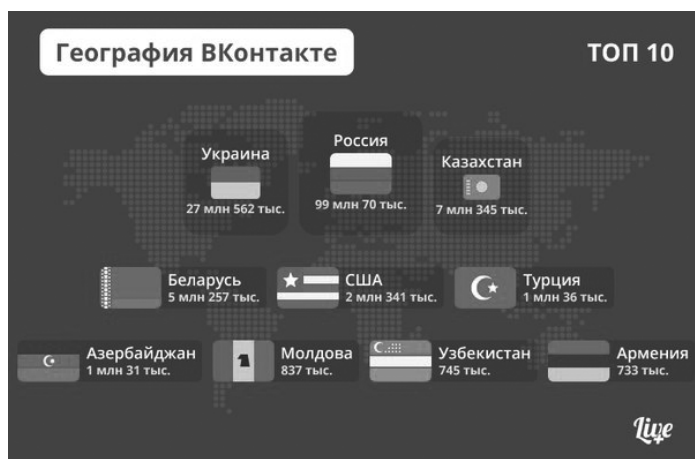 География ВКонтакте
ТОП 10
Украина
27 млн 562 тыс.
Россия
99 млн 70 тыс.
Казахстан
7 млн 345 тыс.
Беларусь
5 млн 257 тыс.
США
2 млн 341 тыс.
Турция
1 млн 36 тыс.
Азербайджан
1 млн 31 тыс.
Молдова
837 тыс.
Узбекистан
745 тыс.
Армения
733 тыс.
Live